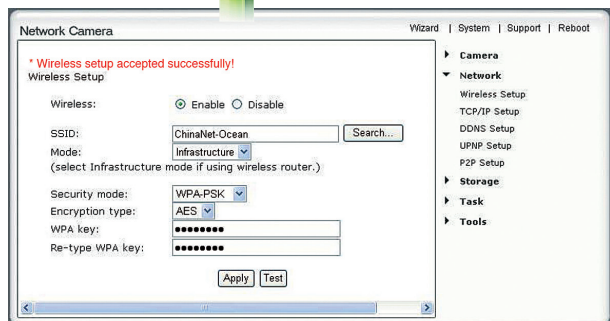 Network Camera
Wizard | System | Support | Reboot
* Wireless setup accepted successfully!
Wireless Setup
Wireless: Enable Disable
SSID: ChinaNet-Ocean Search...
Mode: Infrastructure
(select Infrastructure mode if using wireless router.)
Security mode: WPA-PSK
Encryption type: AES
WPA key: ●●●●●●●●
Re-type WPA key: ●●●●●●●●
Apply Test
Camera
Network
Wireless Setup
TCP/IP Setup
DDNS Setup
UPNP Setup
P2P Setup
Storage
Task
Tools